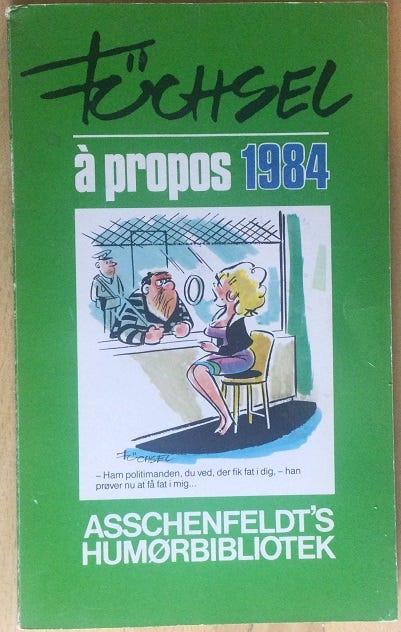 FÜCHSEL
à propos 1984
FÜCHSEL
– Ham politimanden, du ved, der fik fat i dig, – han
prøver nu at få fat i mig...
ASSCHENFELDT'S
HUMØRBIBLIOTEK